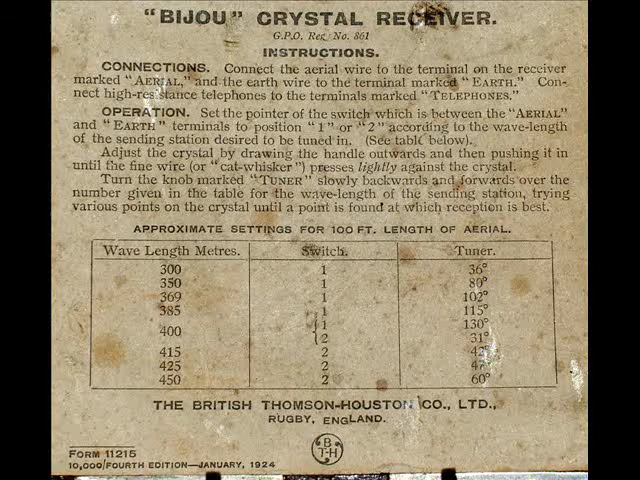 "BIJOU" CRYSTAL RECEIVER.
G.P.O. Reg. No. 861
INSTRUCTIONS.
CONNECTIONS. Connect the aerial wire to the terminal on the receiver
marked "AERIAL," and the earth wire to the terminal marked "EARTH." Con-
nect high-resistance telephones to the terminals marked "TELEPHONES."
OPERATION. Set the pointer of the switch which is between the "AERIAL"
and "EARTH" terminals to position "1" or "2" according to the wave-length
of the sending station desired to be tuned in. (See table below).
Adjust the crystal by drawing the handle outwards and then pushing it in
until the fine wire (or "cat-whisker") presses lightly against the crystal.
Turn the knob marked "TUNER" slowly backwards and forwards over the
number given in the table for the wave-length of the sending station, trying
various points on the crystal until a point is found at which reception is best.
APPROXIMATE SETTINGS FOR 100 FT. LENGTH OF AERIAL.
Wave Length Metres. Switch. Tuner.
300 1 36°
350 1 80°
369 1 102°
385 1 115°
400 1 130°
2 31°
415 2 42°
425 2 47°
450 2 60°
THE BRITISH THOMSON-HOUSTON CO., LTD.,
RUGBY, ENGLAND.
FORM 11215
10,000/FOURTH EDITION—JANUARY, 1924
B
T-H